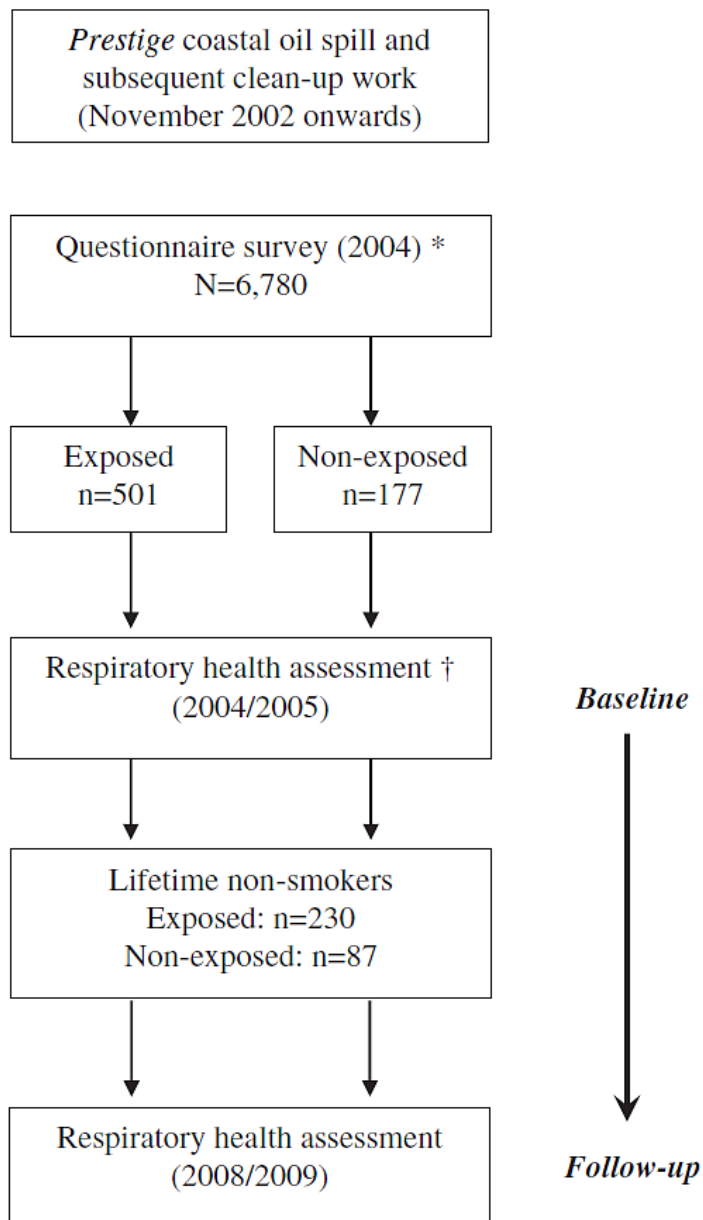 Prestige coastal oil spill and
subsequent clean-up work
(November 2002 onwards)
Questionnaire survey (2004) *
N=6,780
Exposed
n=501
Non-exposed
n=177
Respiratory health assessment †
(2004/2005)
Baseline
Lifetime non-smokers
Exposed: n=230
Non-exposed: n=87
Respiratory health assessment
(2008/2009)
Follow-up